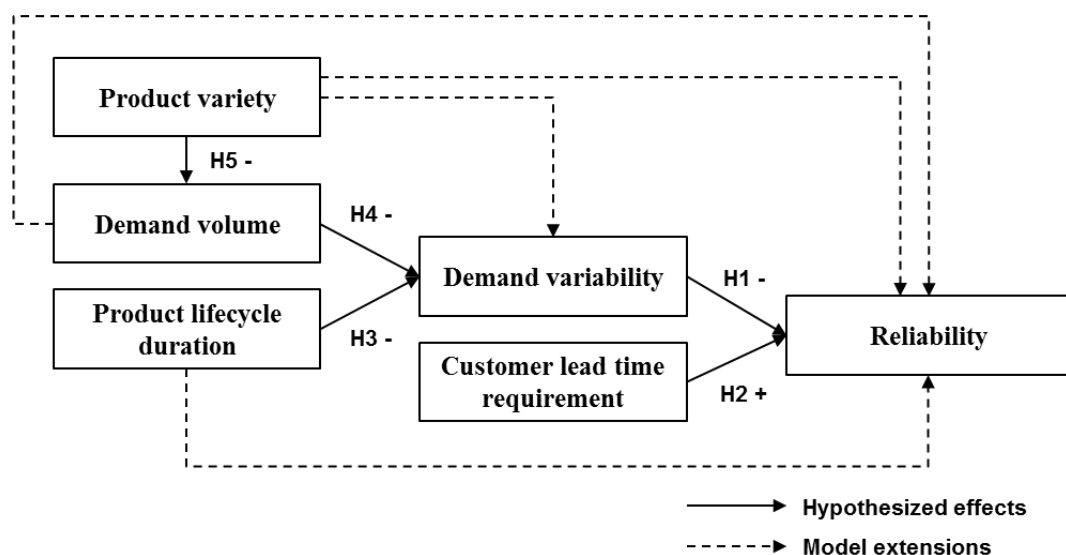 Product variety
H5 -
Demand volume
H4 -
Demand variability
H1 -
Product lifecycle
duration
H3 -
Reliability
Customer lead time
requirement
H2 +
Hypothesized effects
Model extensions